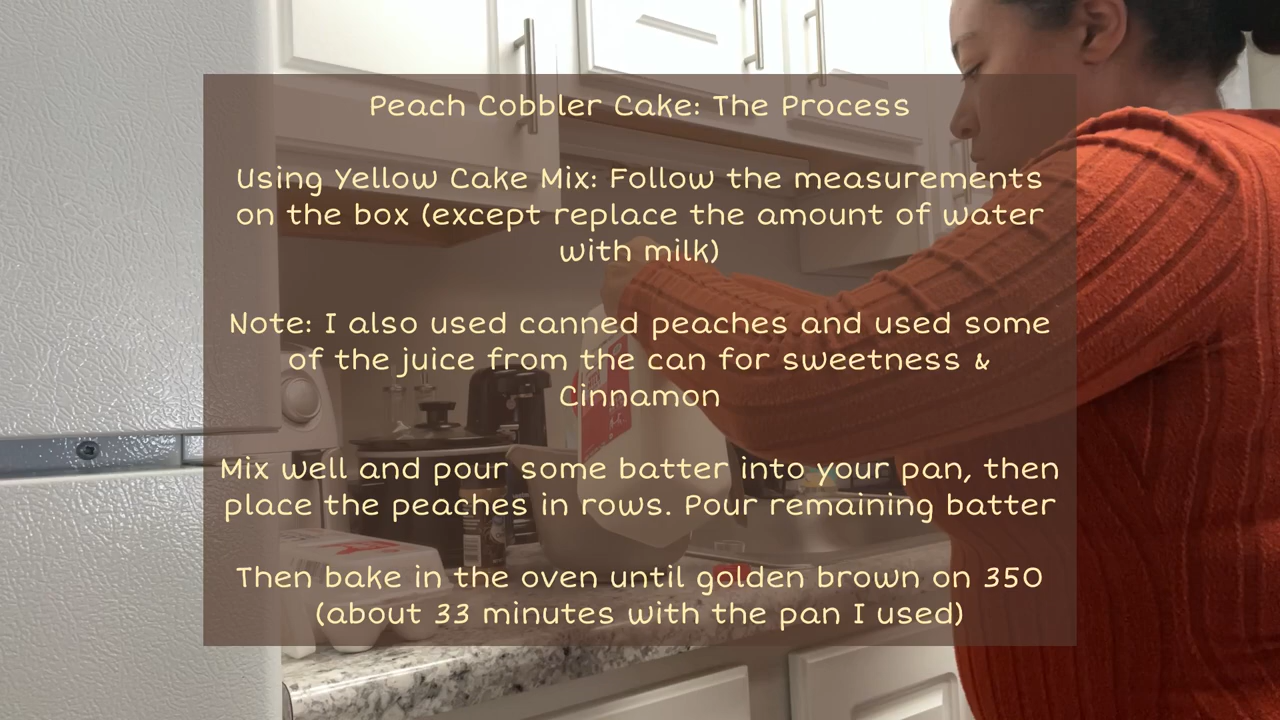 Peach Cobbler Cake: The Process
Using Yellow Cake Mix: Follow the measurements
on the box (except replace the amount of water
with milk)
Note: I also used canned peaches and used some
of the juice from the can for sweetness &
Cinnamon
Mix well and pour some batter into your pan, then
place the peaches in rows. Pour remaining batter
Then bake in the oven until golden brown on 350
(about 33 minutes with the pan I used)